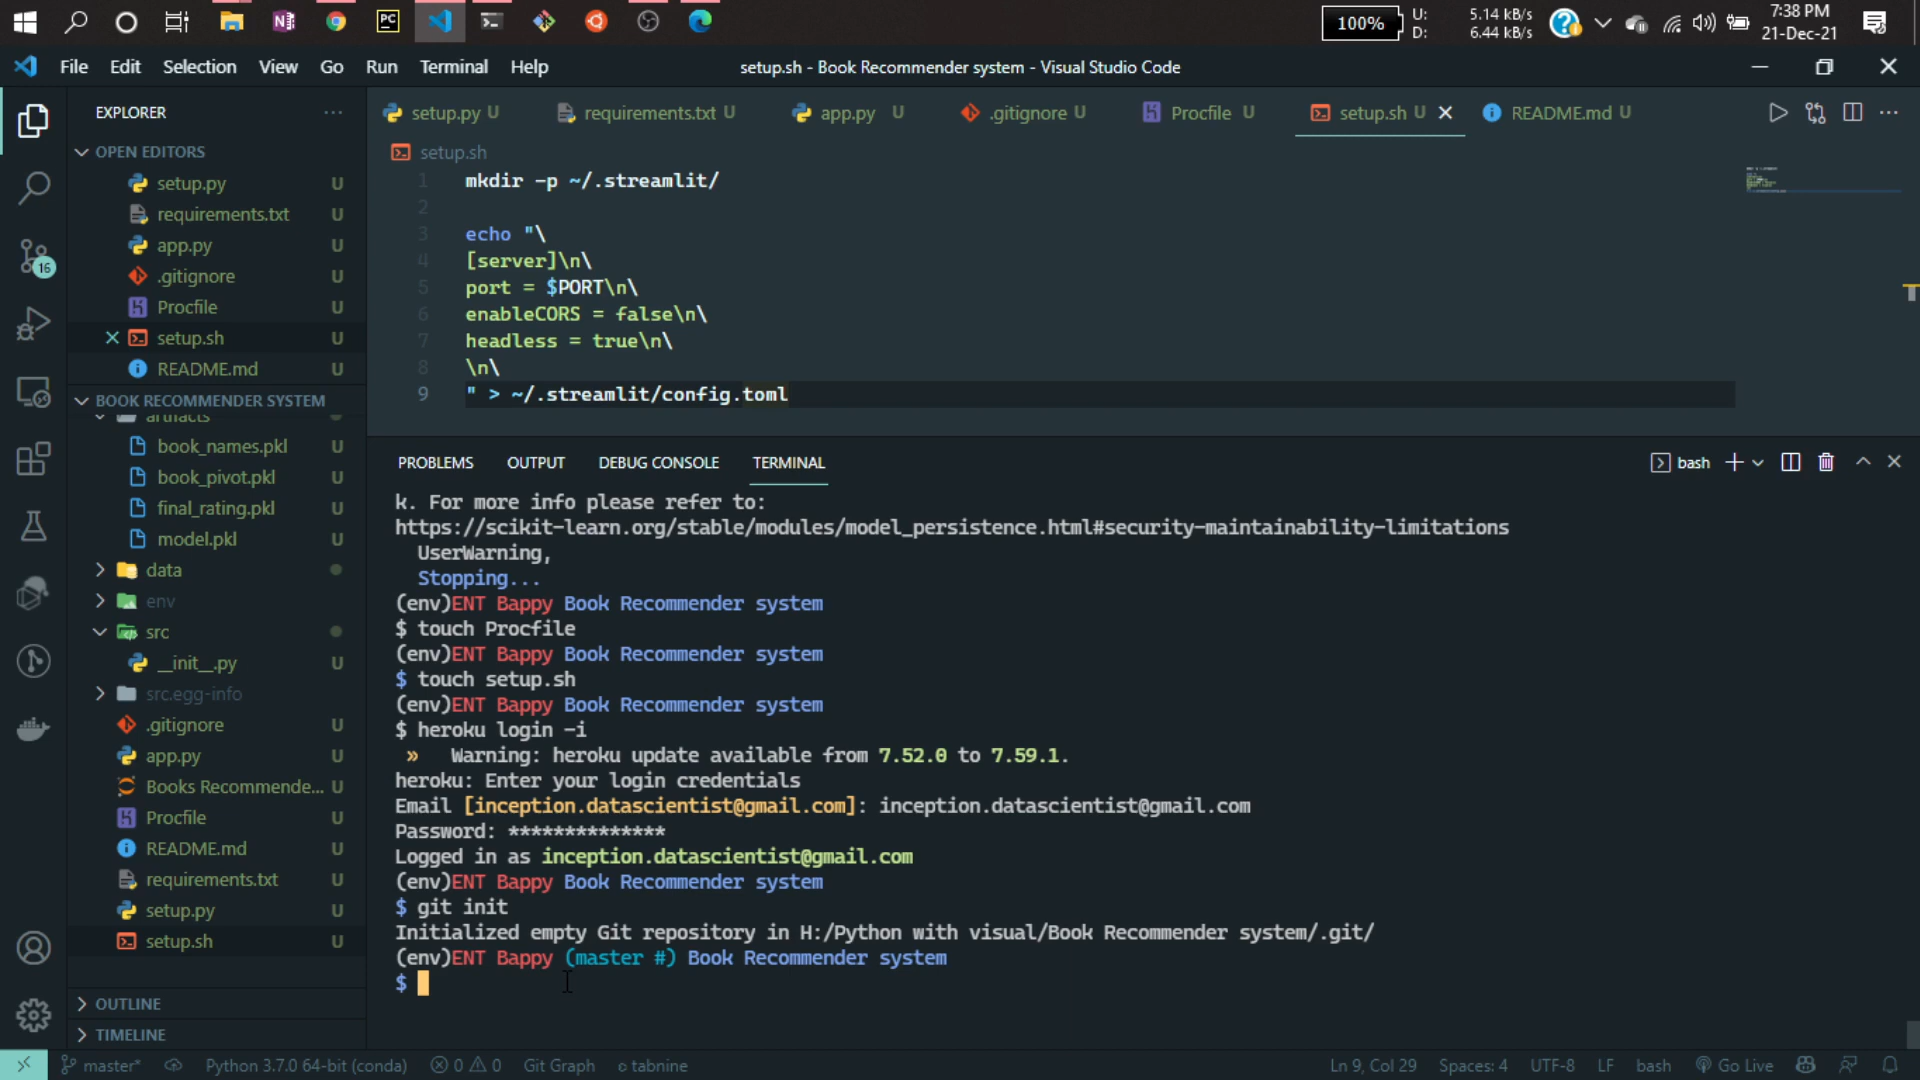 100%
U:
D:
5.14 kB/s
6.44 kB/s
7:38 PM
21-Dec-21
File Edit Selection View Go Run Terminal Help
setup.sh - Book Recommender system - Visual Studio Code
EXPLORER
OPEN EDITORS
setup.py U
requirements.txt U
app.py U
.gitignore U
Procfile U
setup.sh U
README.md U
BOOK RECOMMENDER SYSTEM
artifacts
book_names.pkl U
book_pivot.pkl U
final_rating.pkl U
model.pkl U
data
env
src
__init__.py U
src.egg-info
.gitignore U
app.py U
Books Recommende... U
Procfile U
README.md U
requirements.txt U
setup.py U
setup.sh U
OUTLINE
TIMELINE
16
setup.py U requirements.txt U app.py U .gitignore U Procfile U setup.sh U README.md U
setup.sh
1 mkdir -p ~/.streamlit/
2
3 echo "\
4 [server]\n\
5 port = $PORT\n\
6 enableCORS = false\n\
7 headless = true\n\
8 \n\
9 " > ~/.streamlit/config.toml
PROBLEMS OUTPUT DEBUG CONSOLE TERMINAL
bash
k. For more info please refer to:
https://scikit-learn.org/stable/modules/model_persistence.html#security-maintainability-limitations
UserWarning,
Stopping...
(env)ENT Bappy Book Recommender system
$ touch Procfile
(env)ENT Bappy Book Recommender system
$ touch setup.sh
(env)ENT Bappy Book Recommender system
$ heroku login -i
» Warning: heroku update available from 7.52.0 to 7.59.1.
heroku: Enter your login credentials
Email [inception.datascientist@gmail.com]: inception.datascientist@gmail.com
Password: **************
Logged in as inception.datascientist@gmail.com
(env)ENT Bappy Book Recommender system
$ git init
Initialized empty Git repository in H:/Python with visual/Book Recommender system/.git/
(env)ENT Bappy (master #) Book Recommender system
$
master* Python 3.7.0 64-bit (conda) 0 0 Git Graph tabnine
Ln 9, Col 29 Spaces: 4 UTF-8 LF bash Go Live